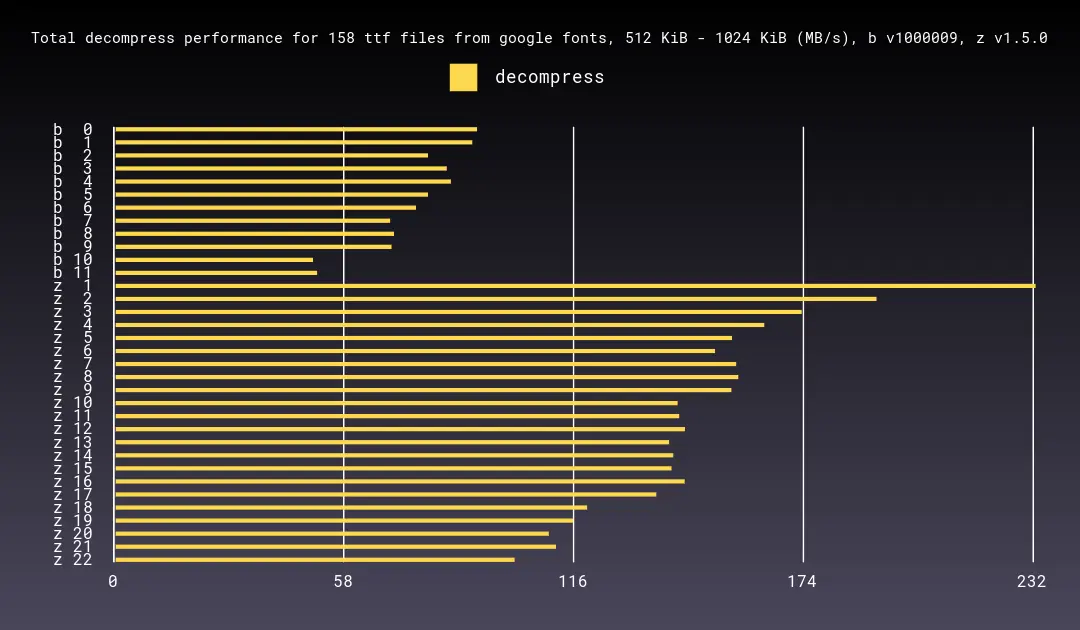 Total decompress performance for 158 ttf files from google fonts, 512 KiB - 1024 KiB (MB/s), b v1000009, z v1.5.0
decompress
b  0
b  1
b  2
b  3
b  4
b  5
b  6
b  7
b  8
b  9
b 10
b 11
z  1
z  2
z  3
z  4
z  5
z  6
z  7
z  8
z  9
z 10
z 11
z 12
z 13
z 14
z 15
z 16
z 17
z 18
z 19
z 20
z 21
z 22
0 58 116 174 232